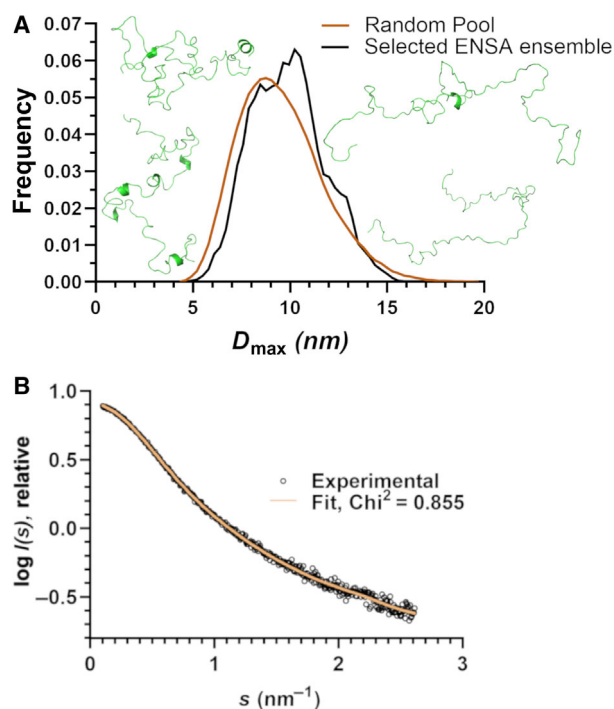 A
Random Pool
Selected ENSA ensemble
Frequency
0.07
0.06
0.05
0.04
0.03
0.02
0.01
0.00
0 5 10 15 20
Dmax (nm)
B
log I(s), relative
1.0
0.5
0.0
−0.5
Experimental
Fit, Chi² = 0.855
0 1 2 3
s (nm⁻¹)